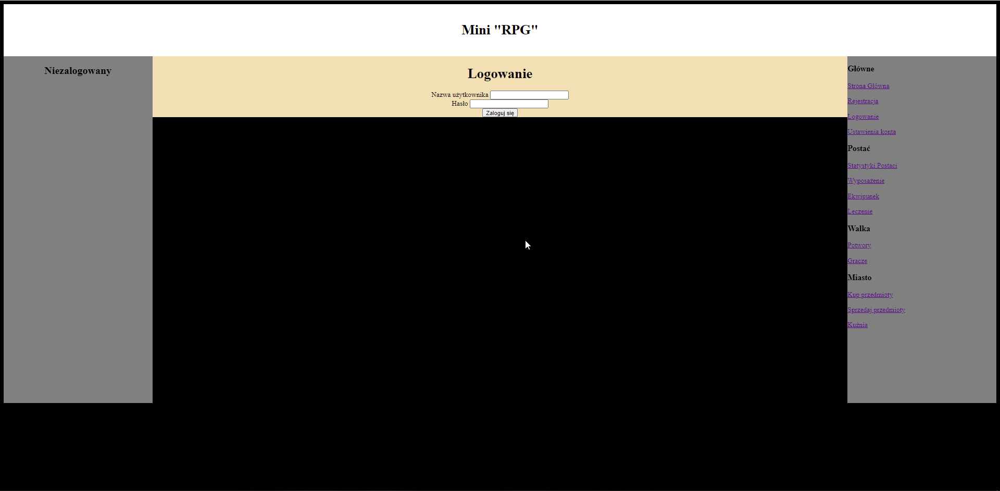 Mini "RPG"
Niezalogowany
Logowanie
Nazwa użytkownika
Hasło
Zaloguj się
Główne
Strona Główna
Rejestracja
Logowanie
Ustawienia konta
Postać
Statystyki Postaci
Wyposażenie
Ekwipunek
Leczenie
Walka
Potwory
Gracze
Miasto
Kup przedmioty
Sprzedaj przedmioty
Kuźnia